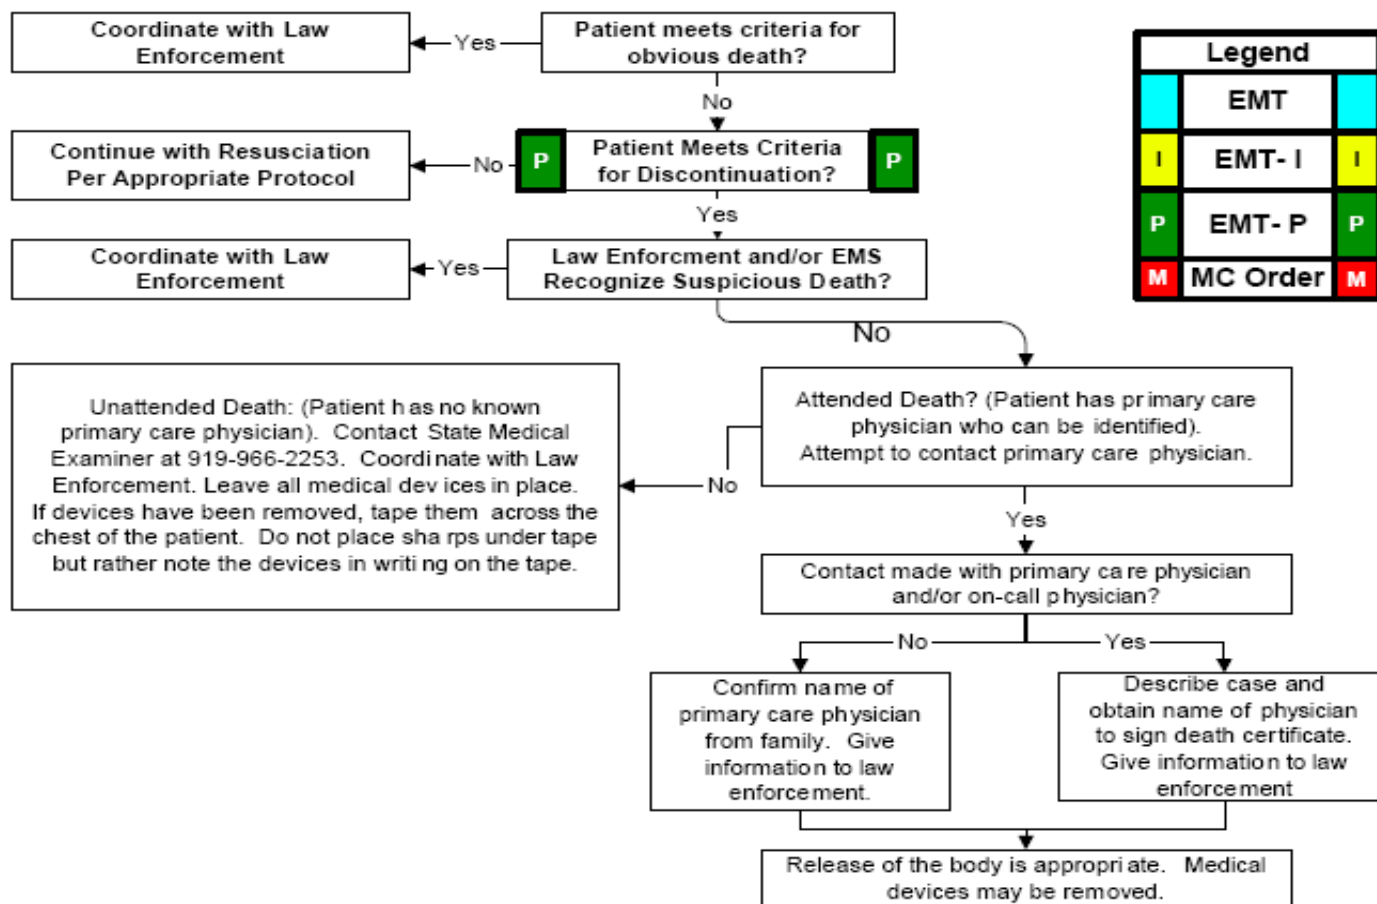 Coordinate with Law
Enforcement
Yes
Patient meets criteria for
obvious death?
No
Continue with Resusciation
Per Appropriate Protocol
No
P
Patient Meets Criteria
for Discontinuation?
P
Yes
Coordinate with Law
Enforcement
Yes
Law Enforcment and/or EMS
Recognize Suspicious Death?
No
Legend
EMT
I
EMT- I
I
P
EMT- P
P
M
MC Order
M
Unattended Death: (Patient has no known
primary care physician). Contact State Medical
Examiner at 919-966-2253. Coordinate with Law
Enforcement. Leave all medical devices in place.
If devices have been removed, tape them across the
chest of the patient. Do not place sharps under tape
but rather note the devices in writing on the tape.
No
Attended Death? (Patient has primary care
physician who can be identified).
Attempt to contact primary care physician.
Yes
Contact made with primary care physician
and/or on-call physician?
No
Yes
Confirm name of
primary care physician
from family. Give
information to law
enforcement.
Describe case and
obtain name of physician
to sign death certificate.
Give information to law
enforcement
Release of the body is appropriate. Medical
devices may be removed.